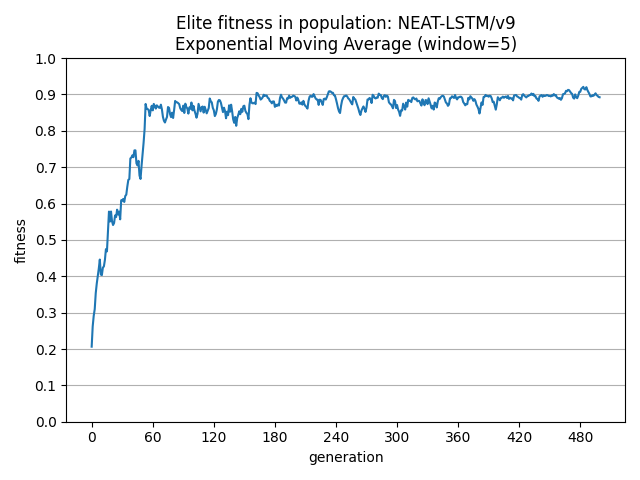 Elite fitness in population: NEAT-LSTM/v9
Exponential Moving Average (window=5)
1.0
0.9
0.8
0.7
0.6
0.5
0.4
0.3
0.2
0.1
0.0
fitness
0 60 120 180 240 300 360 420 480
generation